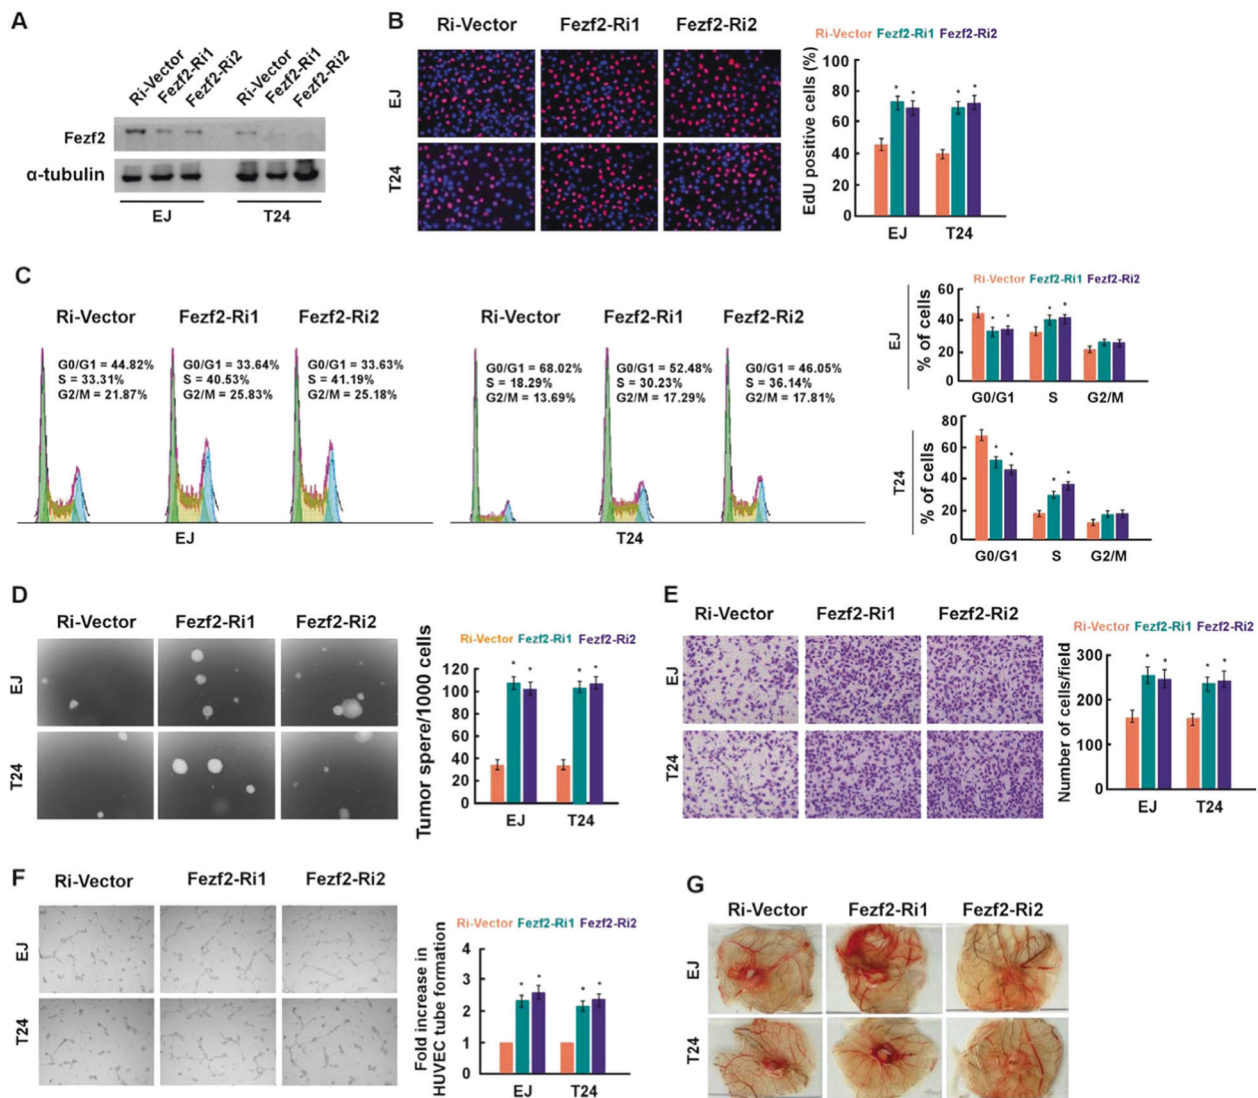 A
Ri-Vector
Fezf2-Ri1
Fezf2-Ri2
Ri-Vector
Fezf2-Ri1
Fezf2-Ri2
Fezf2
α-tubulin
EJ
T24
B
Ri-Vector
Fezf2-Ri1
Fezf2-Ri2
EJ
T24
Ri-Vector Fezf2-Ri1 Fezf2-Ri2
EdU positive cells (%)
100
80
60
40
20
0
* * * *
EJ
T24
C
Ri-Vector
Fezf2-Ri1
Fezf2-Ri2
G0/G1 = 44.82%
S = 33.31%
G2/M = 21.87%
G0/G1 = 33.64%
S = 40.53%
G2/M = 25.83%
G0/G1 = 33.63%
S = 41.19%
G2/M = 25.18%
EJ
Ri-Vector
Fezf2-Ri1
Fezf2-Ri2
G0/G1 = 68.02%
S = 18.29%
G2/M = 13.69%
G0/G1 = 52.48%
S = 30.23%
G2/M = 17.29%
G0/G1 = 46.05%
S = 36.14%
G2/M = 17.81%
T24
Ri-Vector Fezf2-Ri1 Fezf2-Ri2
EJ
% of cells
60
40
20
0
* * * *
G0/G1
S
G2/M
T24
% of cells
80
60
40
20
0
* * * *
G0/G1
S
G2/M
D
Ri-Vector
Fezf2-Ri1
Fezf2-Ri2
EJ
T24
Ri-Vector Fezf2-Ri1 Fezf2-Ri2
Tumor spere/1000 cells
120
100
80
60
40
20
0
* * * *
EJ
T24
E
Ri-Vector
Fezf2-Ri1
Fezf2-Ri2
EJ
T24
Ri-Vector Fezf2-Ri1 Fezf2-Ri2
Number of cells/field
300
200
100
0
* * * *
EJ
T24
F
Ri-Vector
Fezf2-Ri1
Fezf2-Ri2
EJ
T24
Ri-Vector Fezf2-Ri1 Fezf2-Ri2
Fold increase in
HUVEC tube formation
4
3
2
1
0
* * * *
EJ
T24
G
Ri-Vector
Fezf2-Ri1
Fezf2-Ri2
EJ
T24